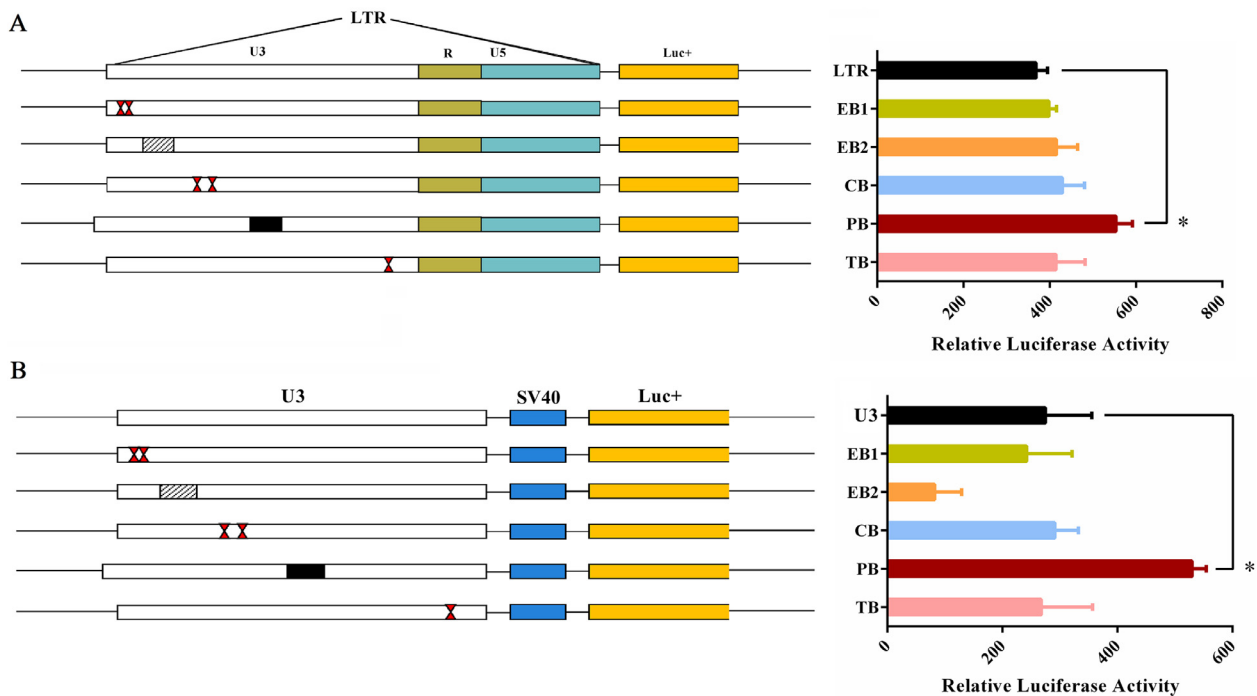 A
LTR
U3 R U5 Luc+
LTR
EB1
EB2
CB
PB *
TB
0 200 400 600 800
Relative Luciferase Activity
B
U3 SV40 Luc+
U3
EB1
EB2
CB
PB *
TB
0 200 400 600
Relative Luciferase Activity